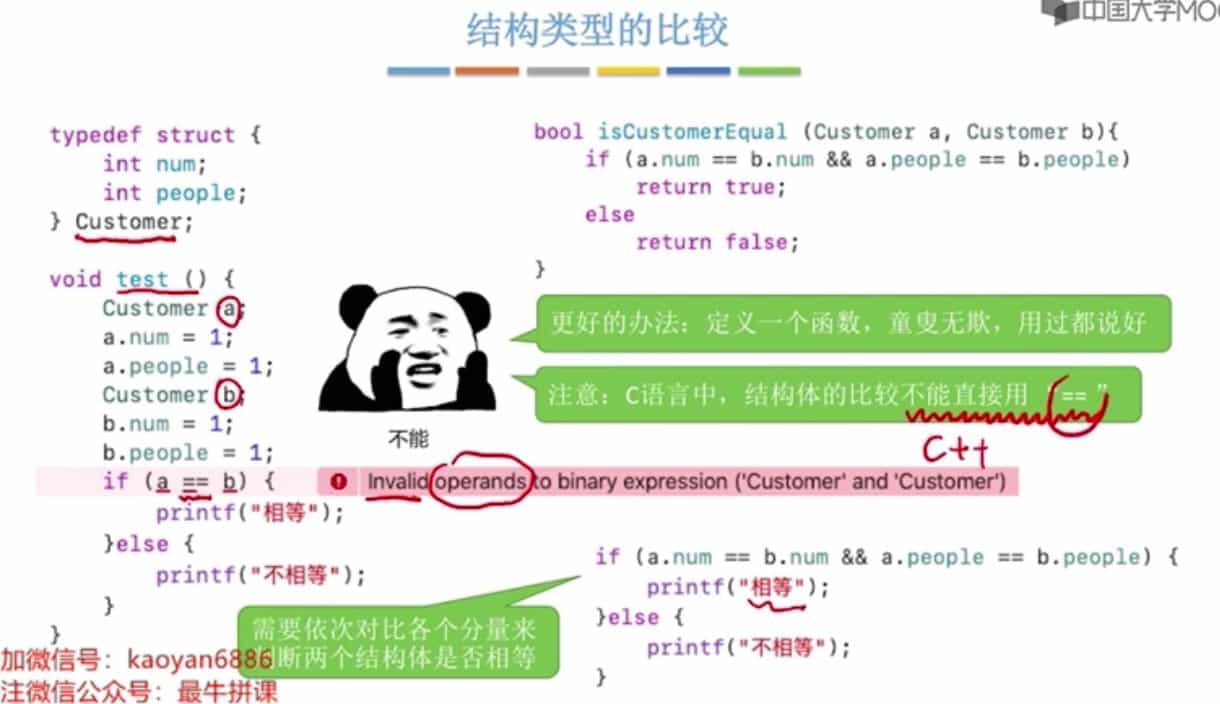 中国大学MOO
结构类型的比较
typedef struct {
int num;
int people;
} Customer;
void test () {
Customer a;
a.num = 1;
a.people = 1;
Customer b;
b.num = 1;
b.people = 1;
if (a == b) {
Invalid operands to binary expression ('Customer' and 'Customer')
printf("相等");
}else {
printf("不相等");
}
}
不能
bool isCustomerEqual (Customer a, Customer b){
if (a.num == b.num && a.people == b.people)
return true;
else
return false;
}
更好的办法：定义一个函数，童叟无欺，用过都说好
注意：C语言中，结构体的比较不能直接用 “==”
C++
if (a.num == b.num && a.people == b.people) {
printf("相等");
}else {
printf("不相等");
}
需要依次对比各个分量来
判断两个结构体是否相等
加微信号：kaoyan6886
注微信公众号：最牛拼课